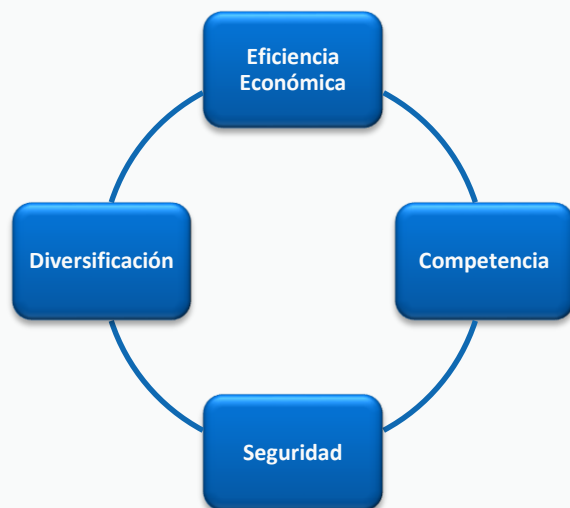 Eficiencia
Económica
Diversificación
Competencia
Seguridad